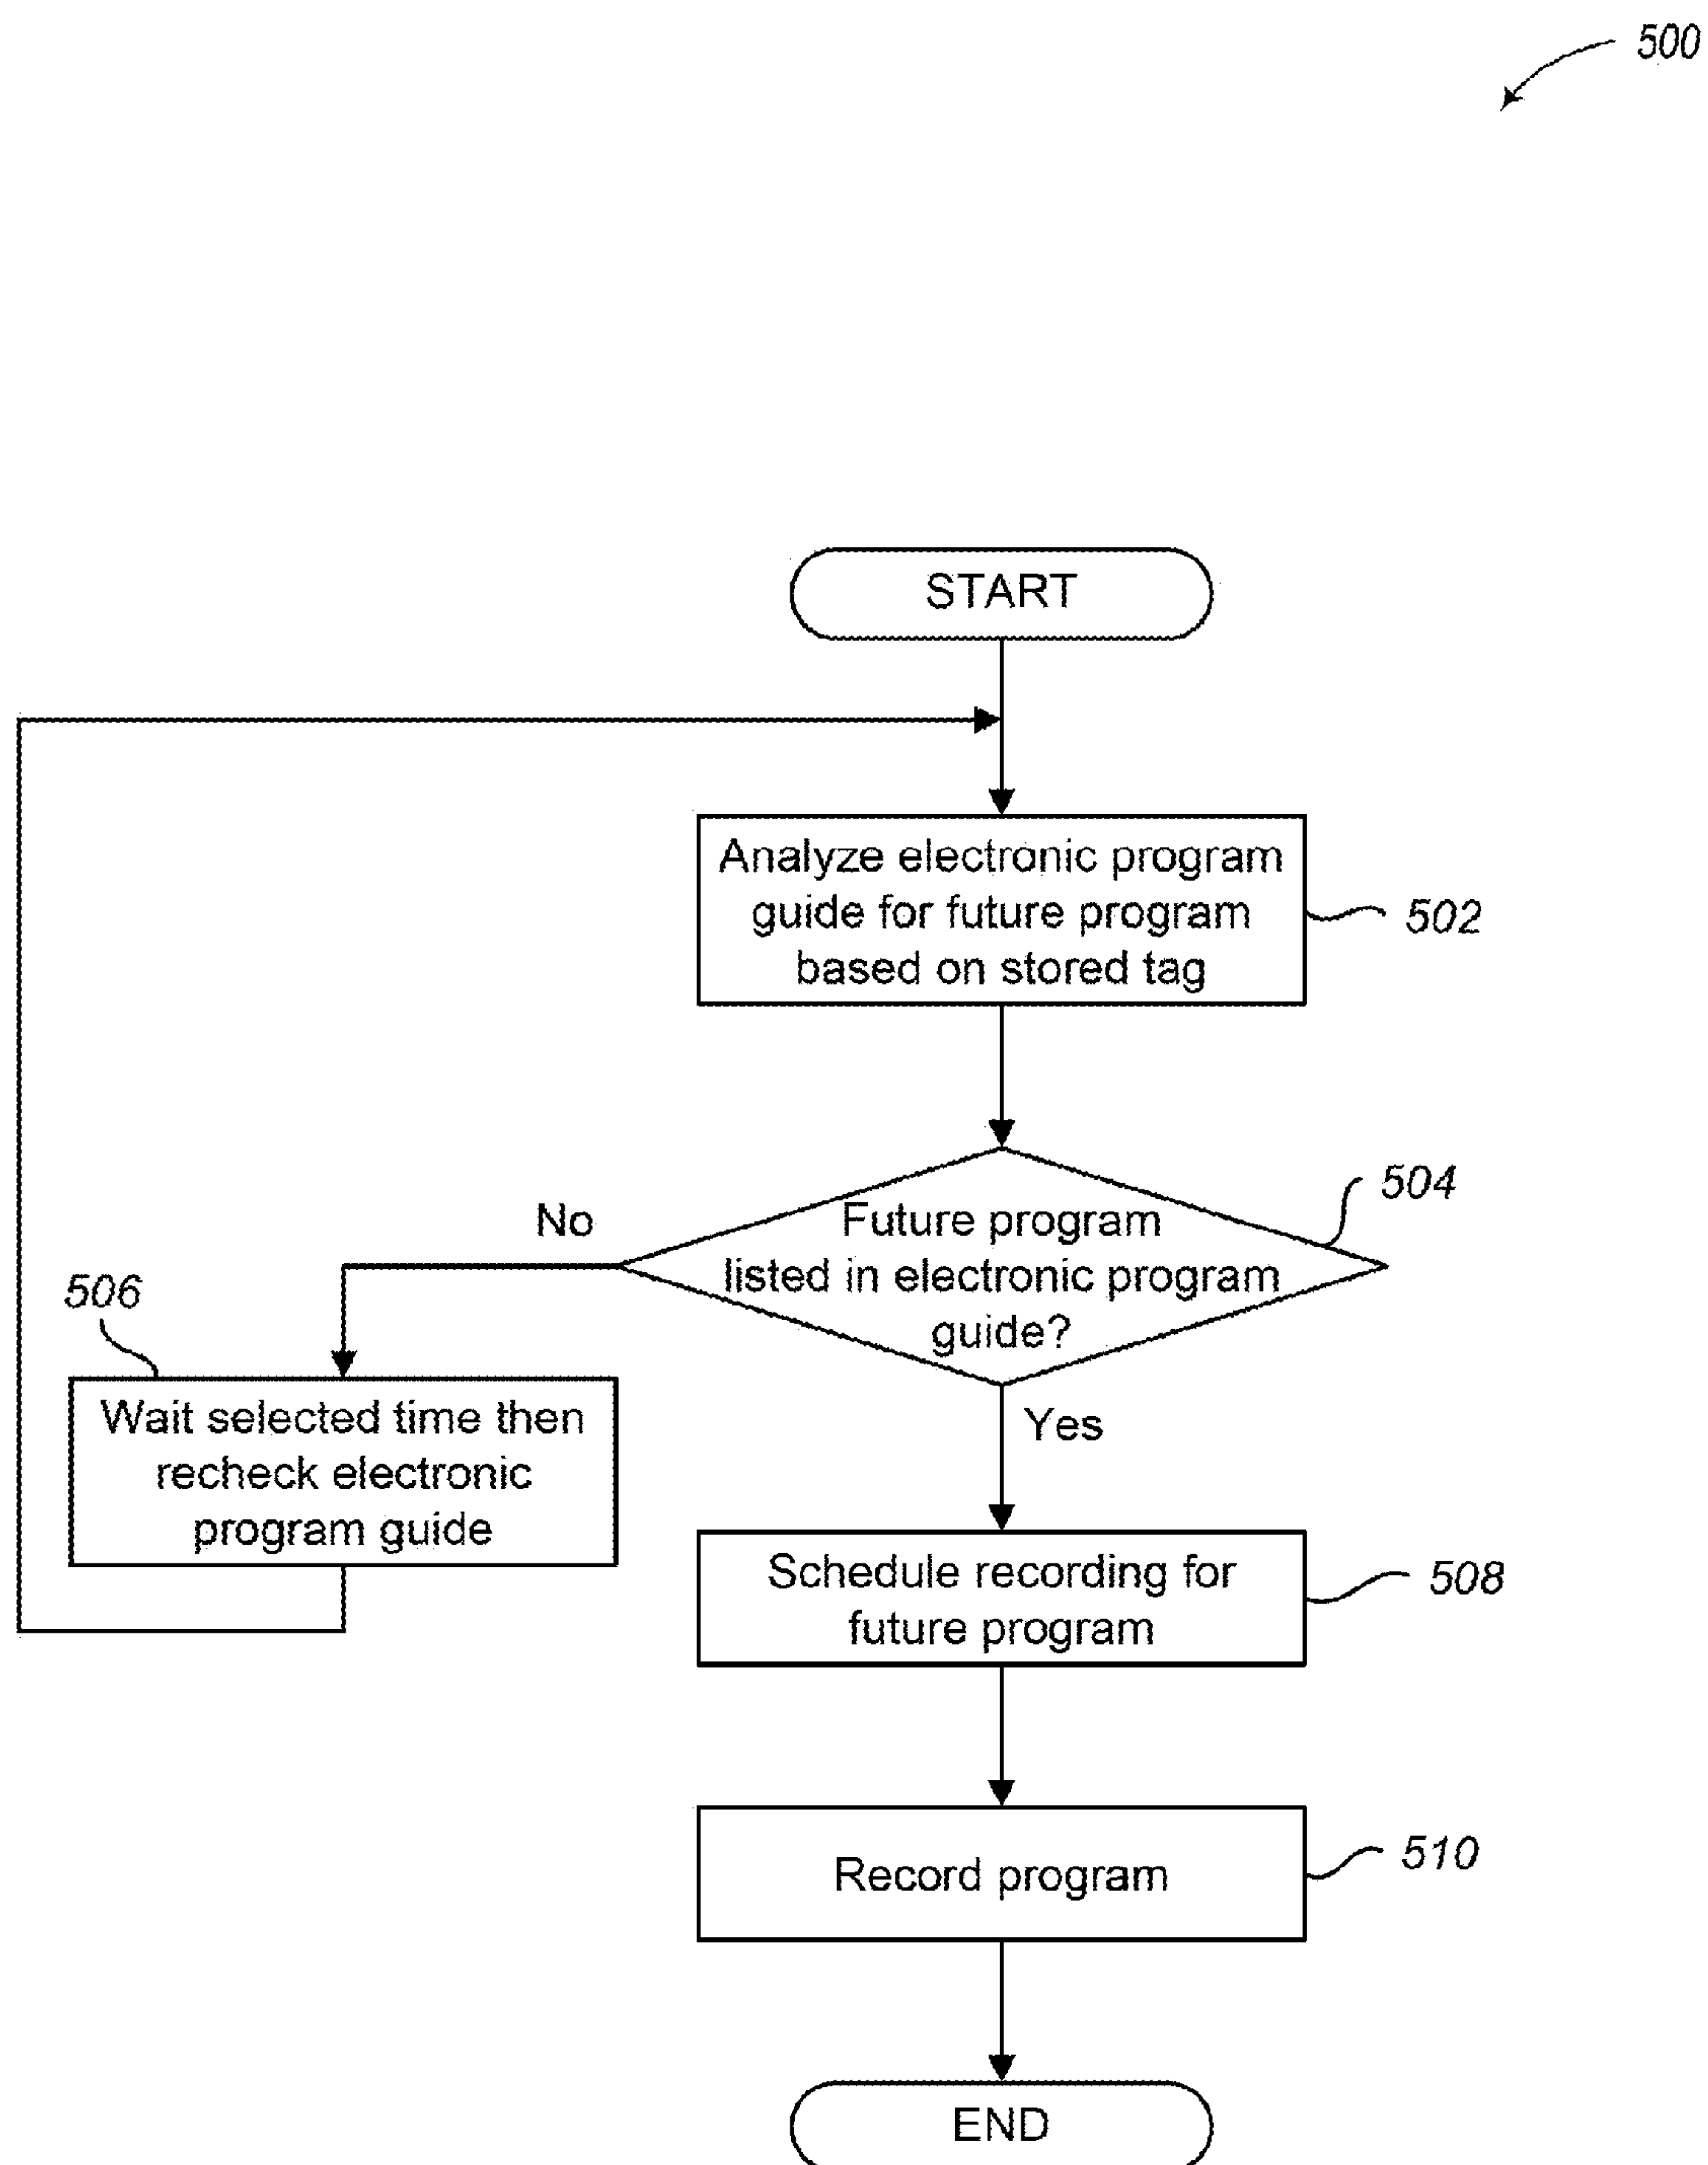 500
START
Analyze electronic program
guide for future program
based on stored tag
502
504
No
Future program
listed in electronic program
guide?
506
Wait selected time then
recheck electronic
program guide
Yes
Schedule recording for
future program
508
Record program
510
END